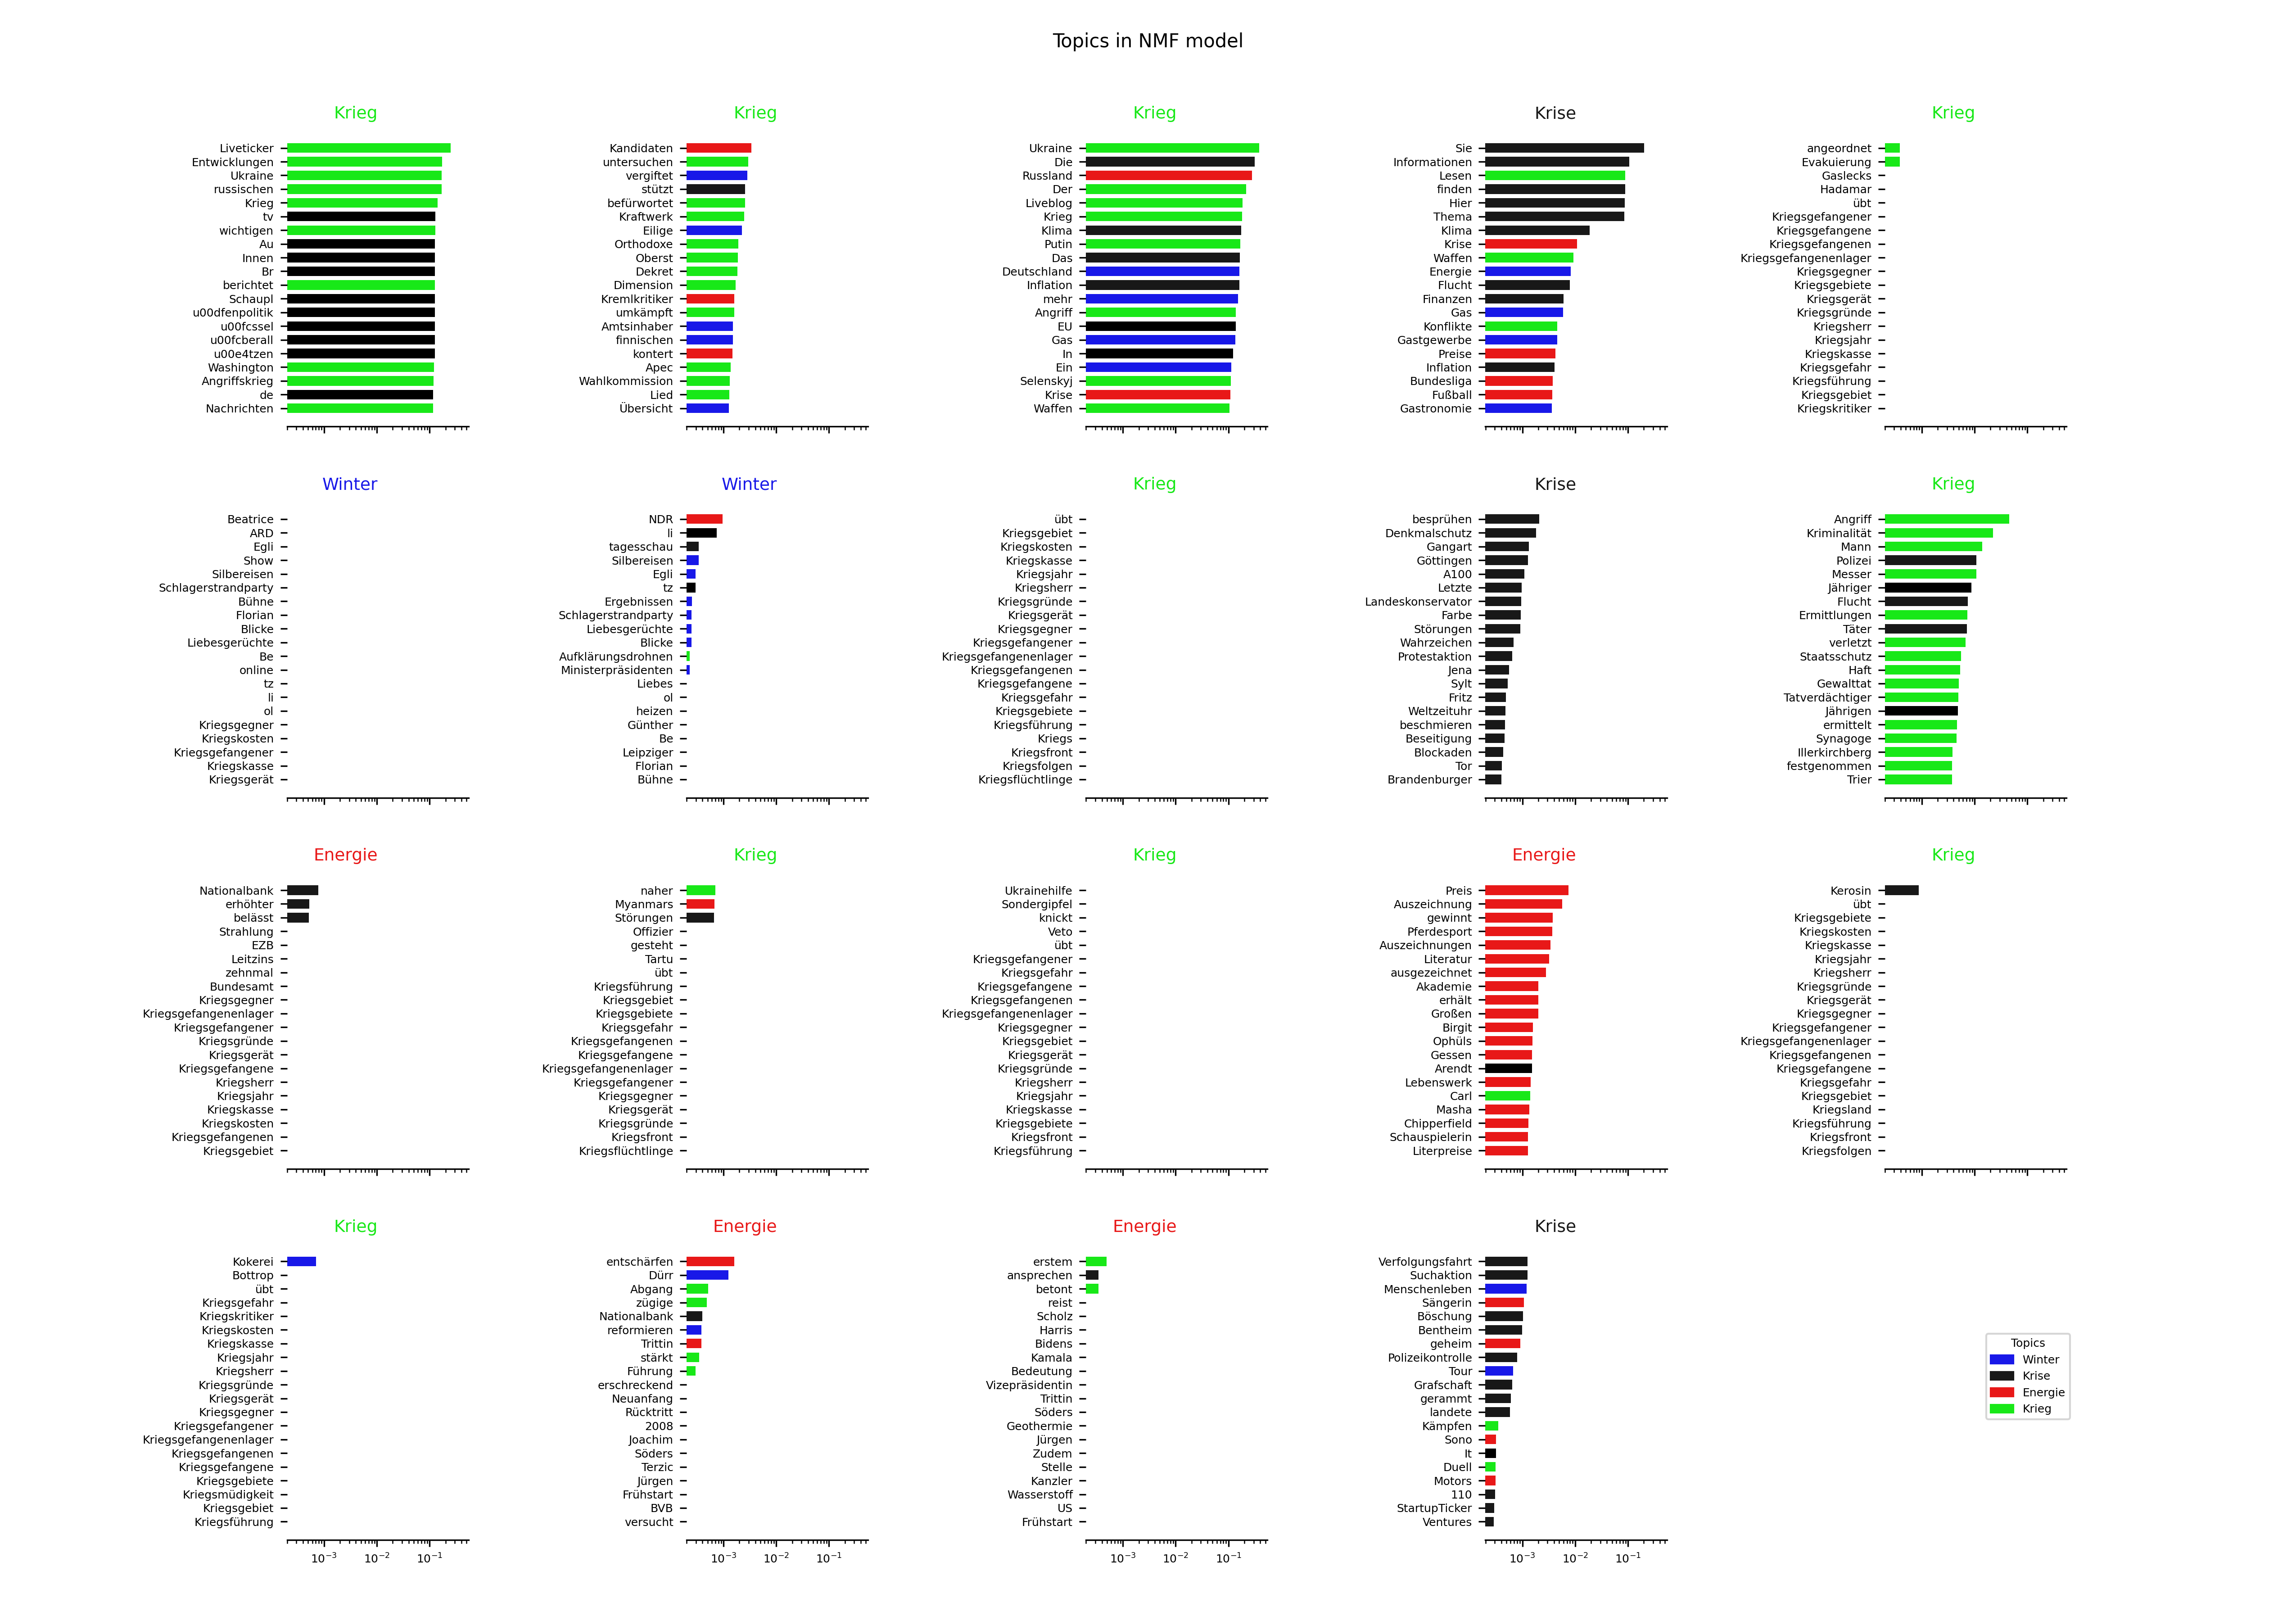 Topics in NMF model
Krieg
Liveticker
Entwicklungen
Ukraine
russischen
Krieg
tv
wichtigen
Au
Innen
Br
berichtet
Schaupl
u00dfenpolitik
u00fcssel
u00fcberall
u00e4tzen
Washington
Angriffskrieg
de
Nachrichten
Krieg
Kandidaten
untersuchen
vergiftet
stützt
befürwortet
Kraftwerk
Eilige
Orthodoxe
Oberst
Dekret
Dimension
Kremlkritiker
umkämpft
Amtsinhaber
finnischen
kontert
Apec
Wahlkommission
Lied
Übersicht
Krieg
Ukraine
Die
Russland
Der
Liveblog
Krieg
Klima
Putin
Das
Deutschland
Inflation
mehr
Angriff
EU
Gas
In
Ein
Selenskyj
Krise
Waffen
Krise
Sie
Informationen
Lesen
finden
Hier
Thema
Klima
Krise
Waffen
Energie
Flucht
Finanzen
Gas
Konflikte
Gastgewerbe
Preise
Inflation
Bundesliga
Fußball
Gastronomie
Krieg
angeordnet
Evakuierung
Gaslecks
Hadamar
übt
Kriegsgefangener
Kriegsgefangene
Kriegsgefangenen
Kriegsgefangenenlager
Kriegsgegner
Kriegsgebiete
Kriegsgerät
Kriegsgründe
Kriegsherr
Kriegsjahr
Kriegskasse
Kriegsgefahr
Kriegsführung
Kriegsgebiet
Kriegskritiker
Winter
Beatrice
ARD
Egli
Show
Silbereisen
Schlagerstrandparty
Bühne
Florian
Blicke
Liebesgerüchte
Be
online
tz
li
ol
Kriegsgegner
Kriegskosten
Kriegsgefangener
Kriegskasse
Kriegsgerät
Winter
NDR
li
tagesschau
Silbereisen
Egli
tz
Ergebnissen
Schlagerstrandparty
Liebesgerüchte
Blicke
Aufklärungsdrohnen
Ministerpräsidenten
Liebes
ol
heizen
Günther
Be
Leipziger
Florian
Bühne
Krieg
übt
Kriegsgebiet
Kriegskosten
Kriegskasse
Kriegsjahr
Kriegsherr
Kriegsgründe
Kriegsgerät
Kriegsgegner
Kriegsgefangener
Kriegsgefangenenlager
Kriegsgefangenen
Kriegsgefangene
Kriegsgefahr
Kriegsgebiete
Kriegsführung
Kriegs
Kriegsfront
Kriegsfolgen
Kriegsflüchtlinge
Krise
besprühen
Denkmalschutz
Gangart
Göttingen
A100
Letzte
Landeskonservator
Farbe
Störungen
Wahrzeichen
Protestaktion
Jena
Sylt
Fritz
Weltzeituhr
beschmieren
Beseitigung
Blockaden
Tor
Brandenburger
Krieg
Angriff
Kriminalität
Mann
Polizei
Messer
Jähriger
Flucht
Ermittlungen
Täter
verletzt
Staatsschutz
Haft
Gewalttat
Tatverdächtiger
Jährigen
ermittelt
Synagoge
Illerkirchberg
festgenommen
Trier
Energie
Nationalbank
erhöhter
belässt
Strahlung
EZB
Leitzins
zehnmal
Bundesamt
Kriegsgegner
Kriegsgefangenenlager
Kriegsgefangener
Kriegsgründe
Kriegsgerät
Kriegsgefangene
Kriegsherr
Kriegsjahr
Kriegskasse
Kriegskosten
Kriegsgefangenen
Kriegsgebiet
Krieg
naher
Myanmars
Störungen
Offizier
gesteht
Tartu
übt
Kriegsführung
Kriegsgebiet
Kriegsgebiete
Kriegsgefahr
Kriegsgefangenen
Kriegsgefangene
Kriegsgefangenenlager
Kriegsgefangener
Kriegsgegner
Kriegsgerät
Kriegsgründe
Kriegsfront
Kriegsflüchtlinge
Krieg
Ukrainehilfe
Sondergipfel
knickt
Veto
übt
Kriegsgefangener
Kriegsgefahr
Kriegsgefangene
Kriegsgefangenen
Kriegsgefangenenlager
Kriegsgegner
Kriegsgebiet
Kriegsgerät
Kriegsgründe
Kriegsherr
Kriegsjahr
Kriegskasse
Kriegsgebiete
Kriegsfront
Kriegsführung
Energie
Preis
Auszeichnung
gewinnt
Pferdesport
Auszeichnungen
Literatur
ausgezeichnet
Akademie
erhält
Großen
Birgit
Ophüls
Gessen
Arendt
Lebenswerk
Carl
Masha
Chipperfield
Schauspielerin
Literpreise
Krieg
Kerosin
übt
Kriegsgebiete
Kriegskosten
Kriegskasse
Kriegsjahr
Kriegsherr
Kriegsgründe
Kriegsgerät
Kriegsgegner
Kriegsgefangener
Kriegsgefangenenlager
Kriegsgefangenen
Kriegsgefangene
Kriegsgefahr
Kriegsgebiet
Kriegsland
Kriegsführung
Kriegsfront
Kriegsfolgen
Krieg
Kokerei
Bottrop
übt
Kriegsgefahr
Kriegskritiker
Kriegskosten
Kriegskasse
Kriegsjahr
Kriegsherr
Kriegsgründe
Kriegsgerät
Kriegsgegner
Kriegsgefangener
Kriegsgefangenenlager
Kriegsgefangenen
Kriegsgefangene
Kriegsgebiete
Kriegsmüdigkeit
Kriegsgebiet
Kriegsführung
10⁻³ 10⁻² 10⁻¹
Energie
entschärfen
Dürr
Abgang
zügige
Nationalbank
reformieren
Trittin
stärkt
Führung
erschreckend
Neuanfang
Rücktritt
2008
Joachim
Söders
Terzic
Jürgen
Frühstart
BVB
versucht
10⁻³ 10⁻² 10⁻¹
Energie
erstem
ansprechen
betont
reist
Scholz
Harris
Bidens
Kamala
Bedeutung
Vizepräsidentin
Trittin
Söders
Geothermie
Jürgen
Zudem
Stelle
Kanzler
Wasserstoff
US
Frühstart
10⁻³ 10⁻² 10⁻¹
Krise
Verfolgungsfahrt
Suchaktion
Menschenleben
Sängerin
Böschung
Bentheim
geheim
Polizeikontrolle
Tour
Grafschaft
gerammt
landete
Kämpfen
Sono
It
Duell
Motors
110
StartupTicker
Ventures
10⁻³ 10⁻² 10⁻¹
Topics
Winter
Krise
Energie
Krieg